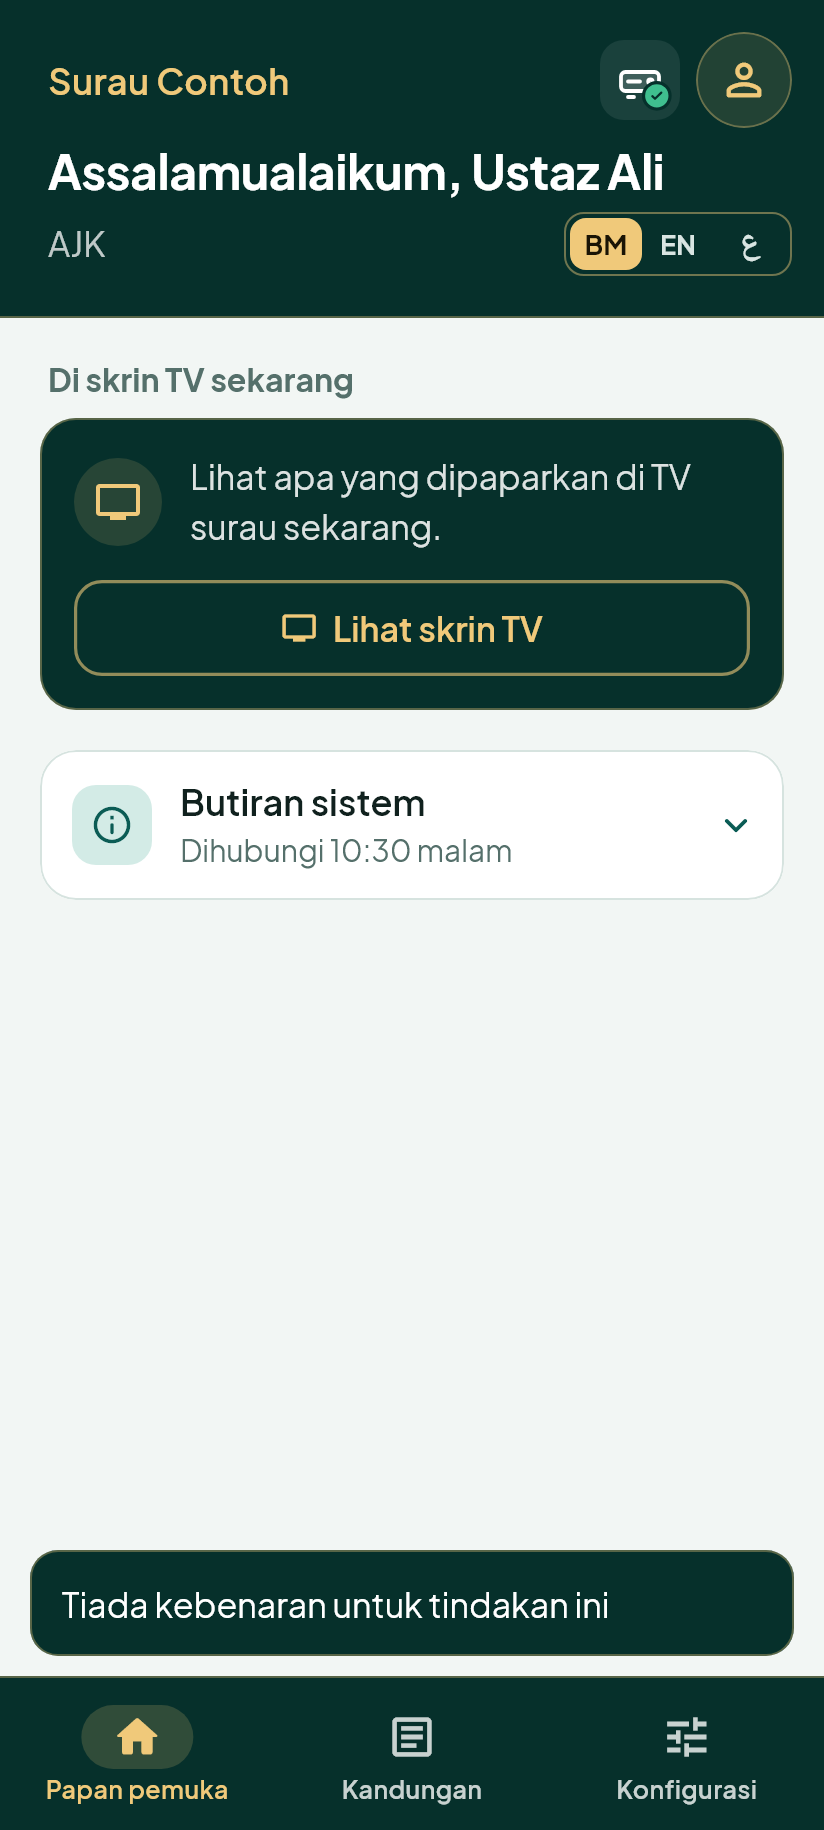 Surau Contoh
Assalamualaikum, Ustaz Ali
AJK
BM EN ع
Di skrin TV sekarang
Lihat apa yang dipaparkan di TV
surau sekarang.
Lihat skrin TV
Butiran sistem
Dihubungi 10:30 malam
Tiada kebenaran untuk tindakan ini
Papan pemuka Kandungan Konfigurasi